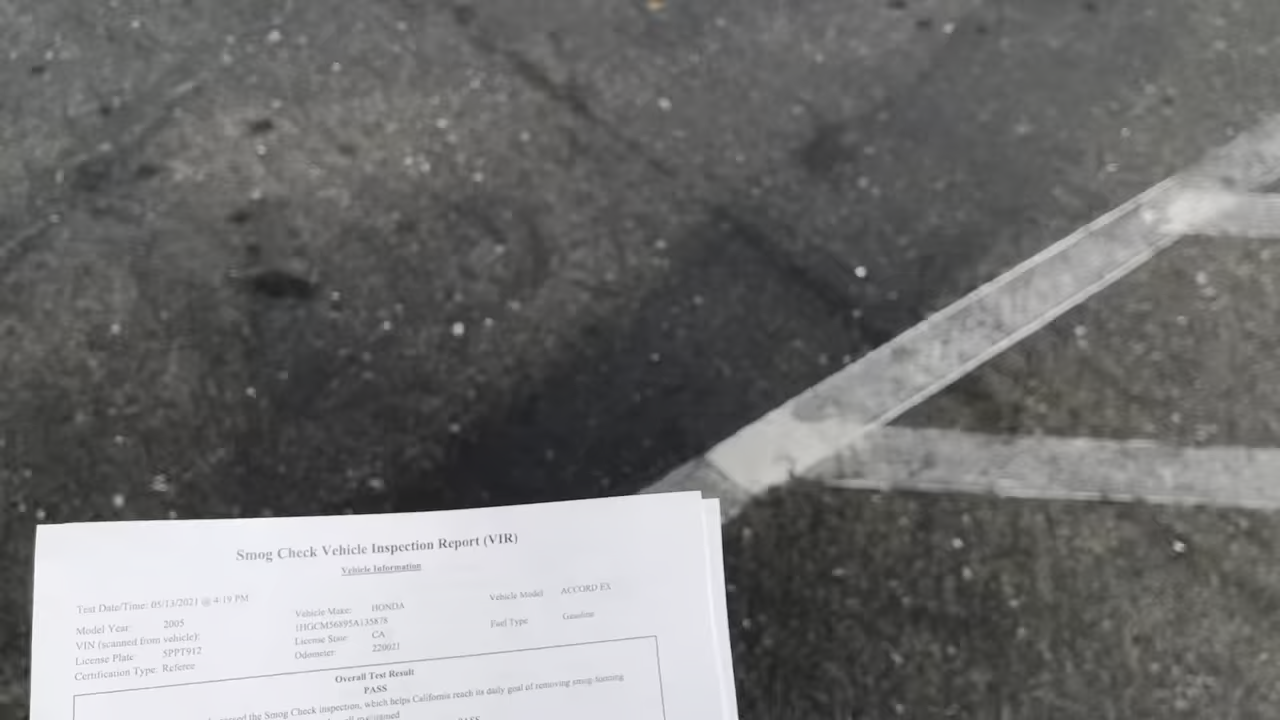 Smog Check Vehicle Inspection Report (VIR)
Vehicle Information
Test Date/Time: 05/13/2021 @ 4:19 PM
Model Year: 2005 Vehicle Make: HONDA Vehicle Model ACCORD EX
VIN (scanned from vehicle): 1HGCM56895A135878 Fuel Type Gasoline
License Plate: 5PPT912 License State: CA
Certification Type: Referee Odometer: 220021
Overall Test Result
PASS
the Smog Check inspection, which helps California reach its daily goal of removing smog-forming
maintained
PASS